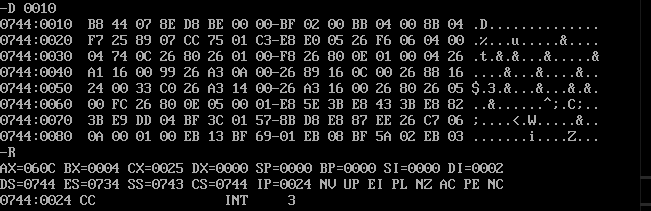 -D 0010
0744:0010  B8 44 07 8E D8 BE 00 00-BF 02 00 BB 04 00 8B 04   .D..............
0744:0020  F7 25 89 07 CC 75 01 C3-E8 E0 05 26 F6 06 04 00   .%...u.....&....
0744:0030  04 74 0C 26 80 26 01 00-F8 26 80 0E 01 00 04 26   .t.&.&...&.....&
0744:0040  A1 16 00 99 26 A3 0A 00-26 89 16 0C 00 26 88 16   ....&...&....&..
0744:0050  24 00 33 C0 26 A3 14 00-26 A3 16 00 26 80 26 05   $.3.&...&...&.&.
0744:0060  00 FC 26 80 0E 05 00 01-E8 5E 3B E8 43 3B E8 82   ..&......^;.C;..
0744:0070  3B E9 DD 04 BF 3C 01 57-8B D8 E8 87 EE 26 C7 06   ;....<.W.....&..
0744:0080  0A 00 01 00 EB 13 BF 69-01 EB 08 BF 5A 02 EB 03   .......i....Z...
-R
AX=060C BX=0004 CX=0025 DX=0000 SP=0000 BP=0000 SI=0000 DI=0002
DS=0744 ES=0734 SS=0743 CS=0744 IP=0024 NV UP EI PL NZ AC PE NC
0744:0024 CC            INT    3